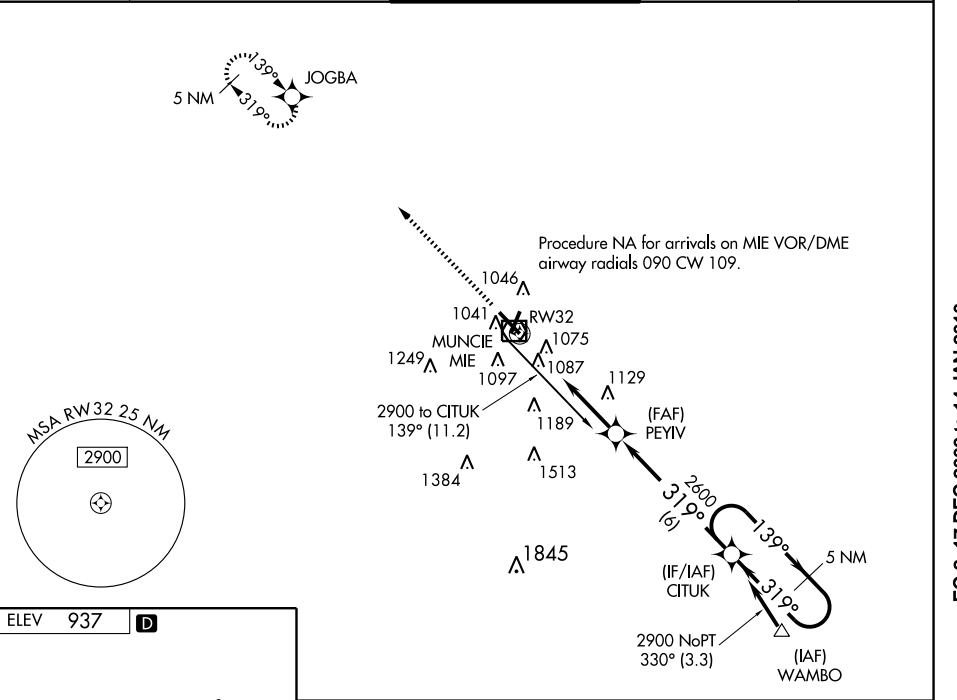 139°
JOGBA
5 NM
319°
Procedure NA for arrivals on MIE VOR/DME
airway radials 090 CW 109.
1046
1041
RW32
MUNCIE
MIE
1075
1249
1097
1087
1129
2900 to CITUK
139° (11.2)
1189
(FAF)
PEYIV
MSA RW32 25 NM
2900
1384
1513
2600
319°
(6)
139°
1845
5 NM
(IF/IAF)
CITUK
319°
2900 NoPT
330° (3.3)
(IAF)
WAMBO
ELEV 937 D